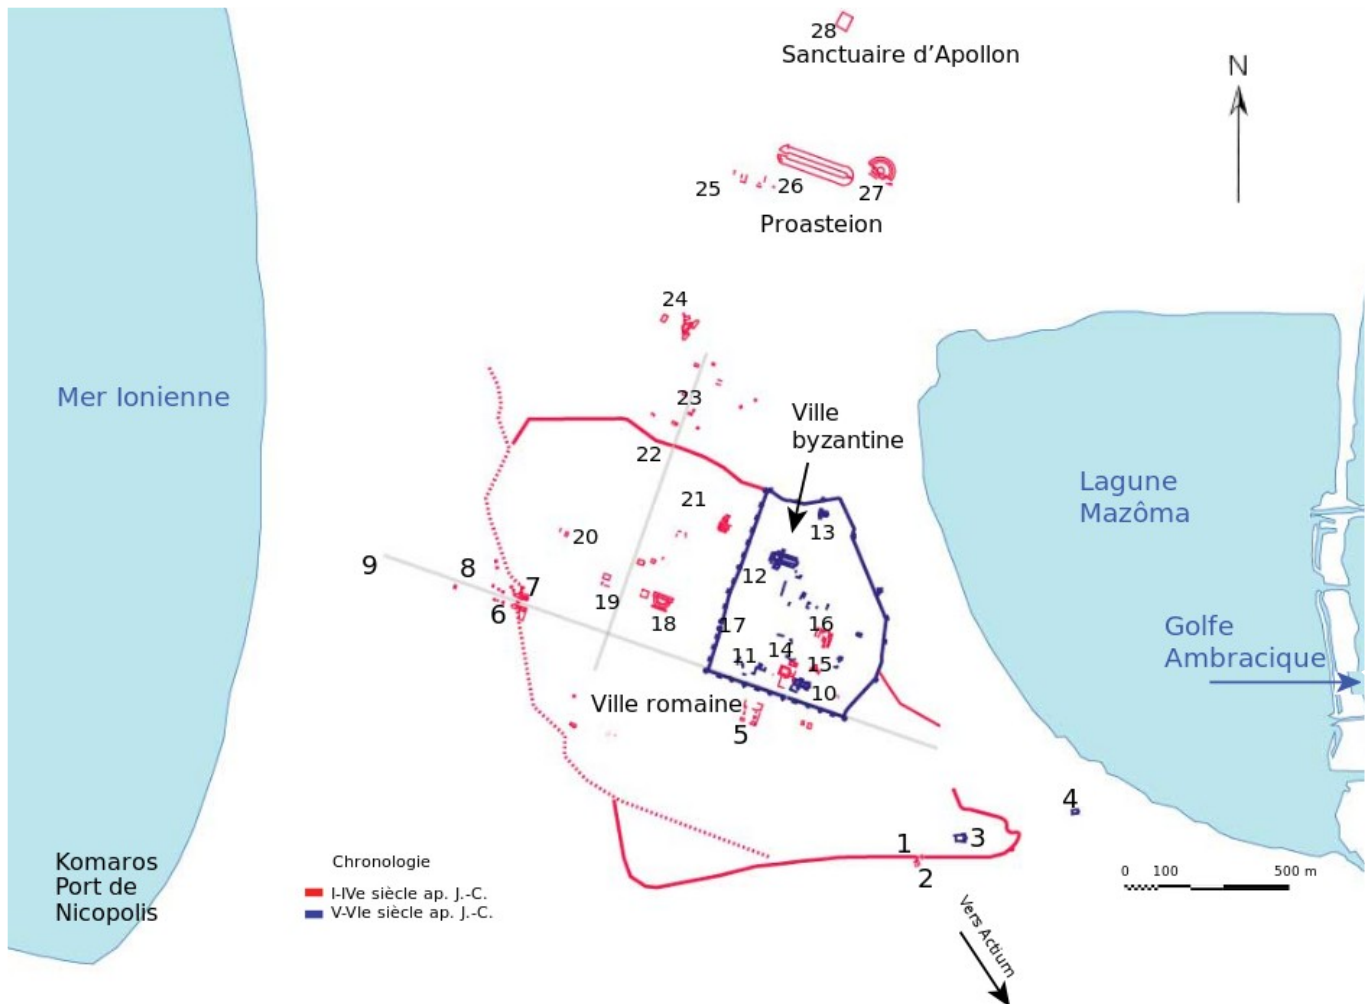 28
Sanctuaire d’Apollon
N
25
26
27
Proasteion
24
Mer Ionienne
23
Ville
byzantine
22
Lagune
Mazôma
21
13
20
9
8
12
7
6
19
18
17
16
Golfe
Ambracique
11
14
15
10
Ville romaine
5
4
1
3
2
Komaros
Port de
Nicopolis
Chronologie
I-IVe siècle ap. J.-C.
V-VIe siècle ap. J.-C.
0 100 500 m
Vers Actium